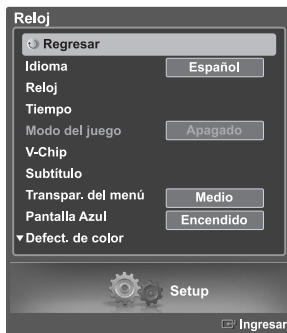 Reloj
Regresar
Idioma Español
Reloj
Tiempo
Modo del juego Apagado
V-Chip
Subtítulo
Transpar. del menú Medio
Pantalla Azul Encendido
▼Defect. de color
Setup
Ingresar